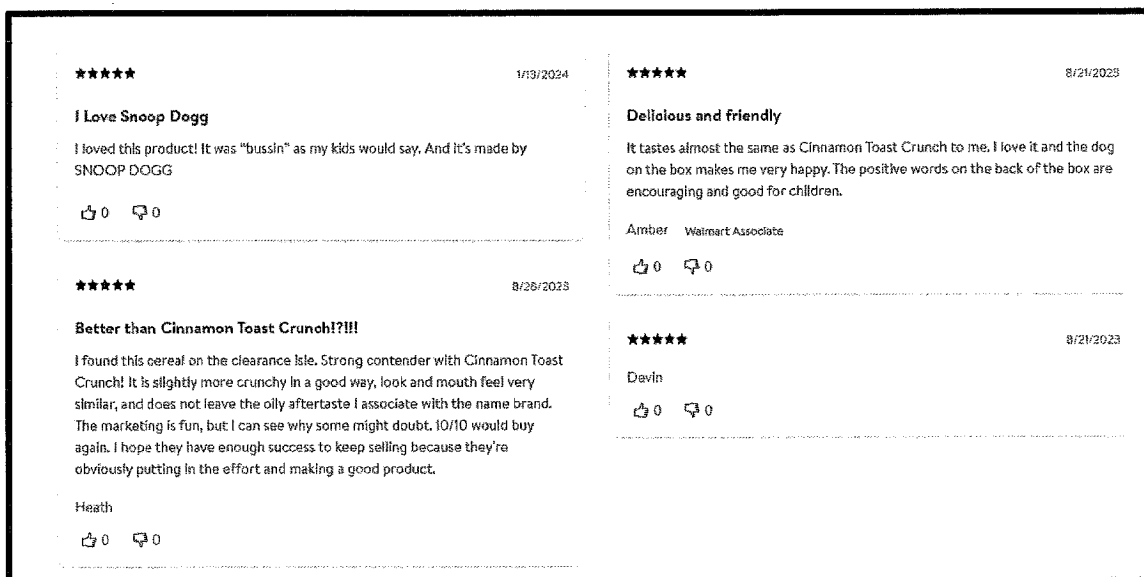 ★★★★★ 1/13/2024
I Love Snoop Dogg
I loved this product! It was "bussin" as my kids would say. And it's made by
SNOOP DOGG
0 0
★★★★★ 8/26/2023
Better than Cinnamon Toast Crunch!?!!!
I found this cereal on the clearance isle. Strong contender with Cinnamon Toast
Crunch! It is slightly more crunchy in a good way, look and mouth feel very
similar, and does not leave the oily aftertaste I associate with the name brand.
The marketing is fun, but I can see why some might doubt. 10/10 would buy
again. I hope they have enough success to keep selling because they're
obviously putting in the effort and making a good product.
Heath
0 0
★★★★★ 8/21/2023
Delicious and friendly
It tastes almost the same as Cinnamon Toast Crunch to me. I love it and the dog
on the box makes me very happy. The positive words on the back of the box are
encouraging and good for children.
Amber Walmart Associate
0 0
★★★★★ 8/21/2023
Devin
0 0